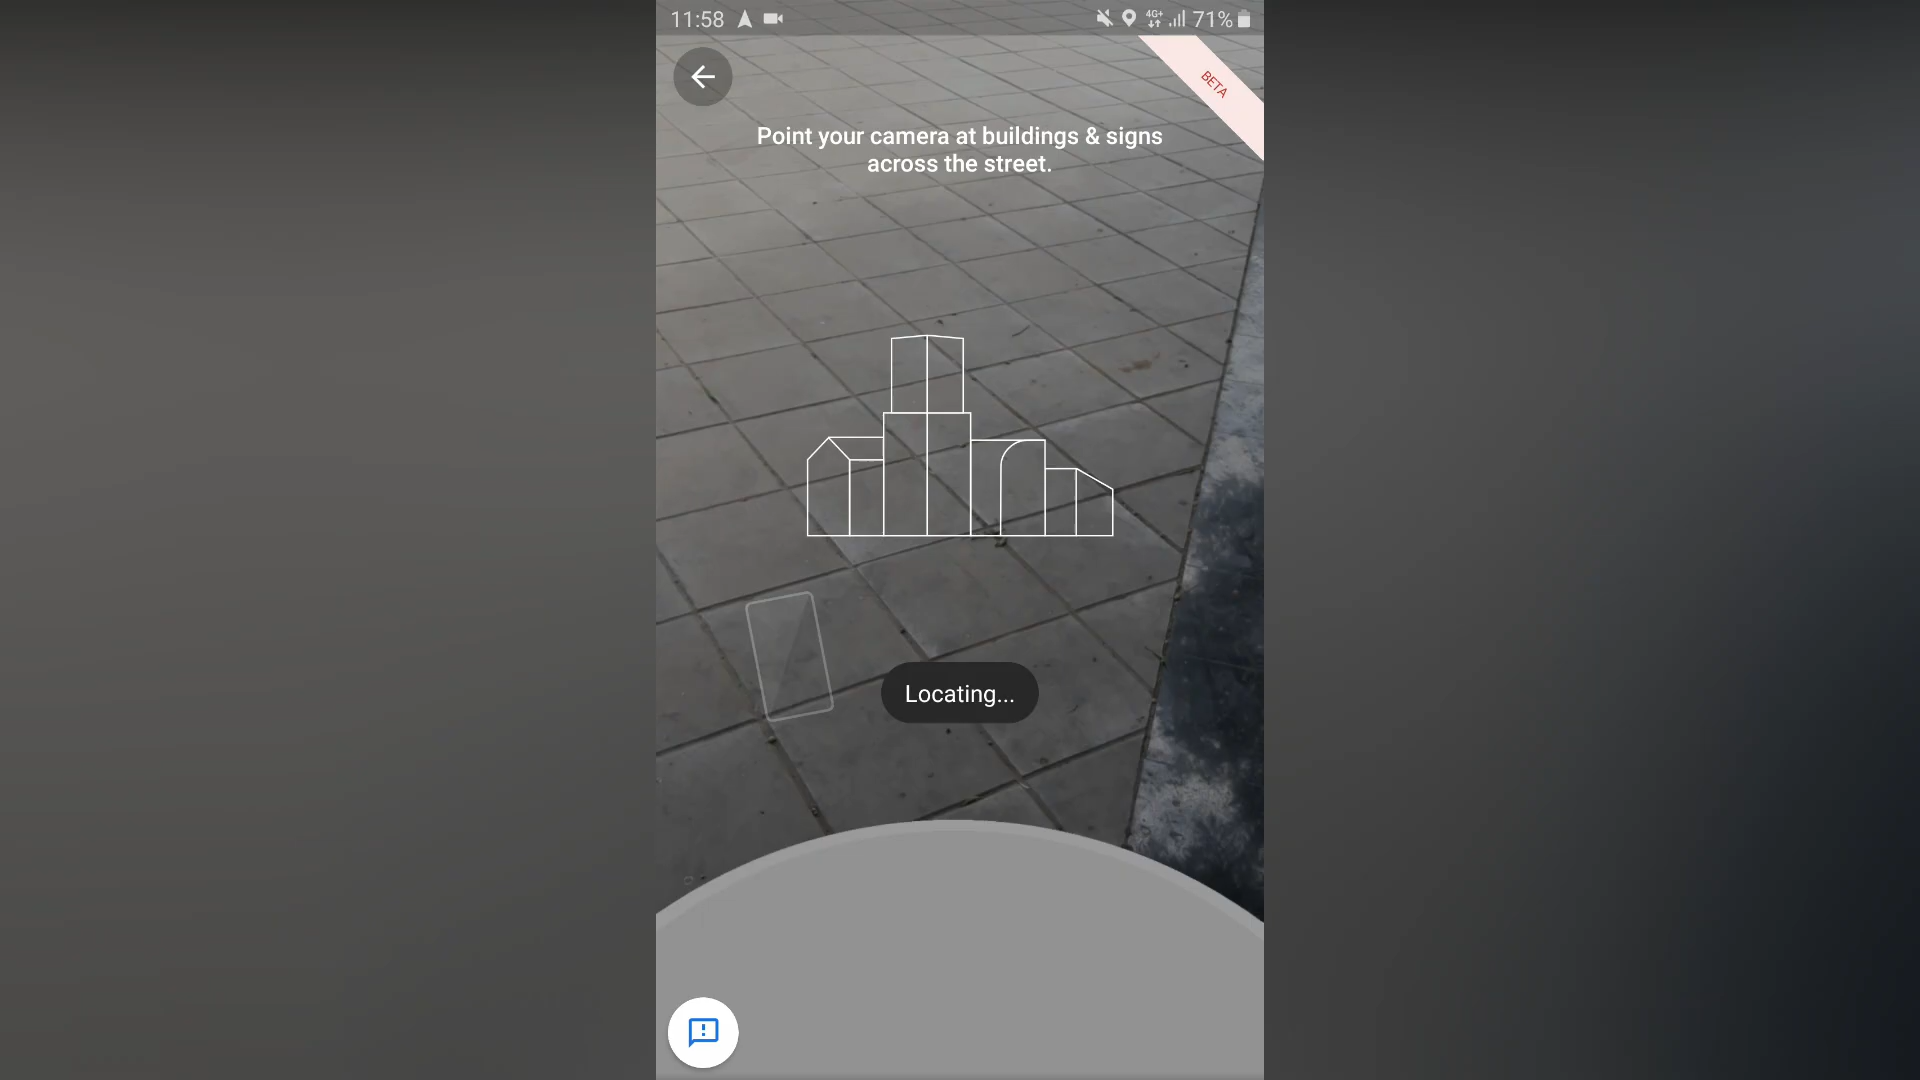 11:58 4G+ 71%
BETA
Point your camera at buildings & signs
across the street.
Locating...